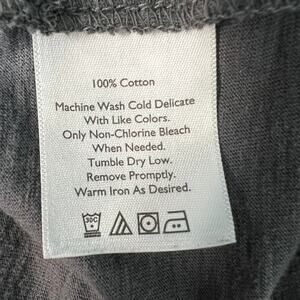 100% Cotton
Machine Wash Cold Delicate
With Like Colors.
Only Non-Chlorine Bleach
When Needed.
Tumble Dry Low.
Remove Promptly.
Warm Iron As Desired.
30C